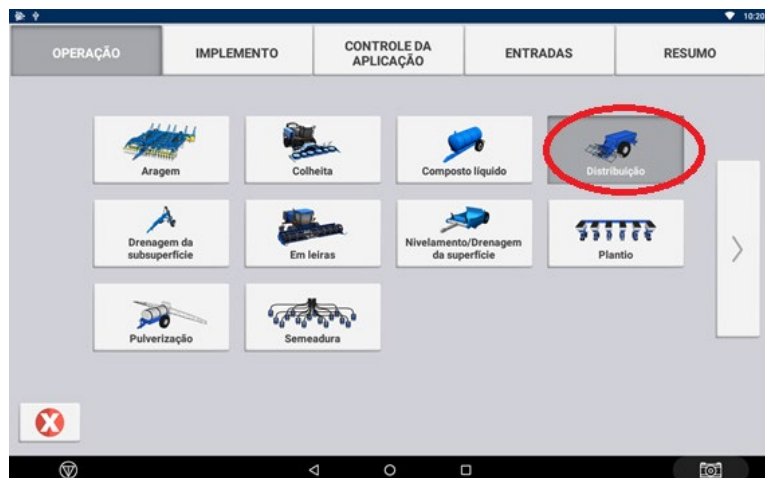 10:20
OPERAÇÃO
IMPLEMENTO
CONTROLE DA
APLICAÇÃO
ENTRADAS
RESUMO
Aragem
Colheita
Composto líquido
Distribuição
Drenagem da
subsuperfície
Em leiras
Nivelamento/Drenagem
da superfície
Plantio
Pulverização
Semeadura